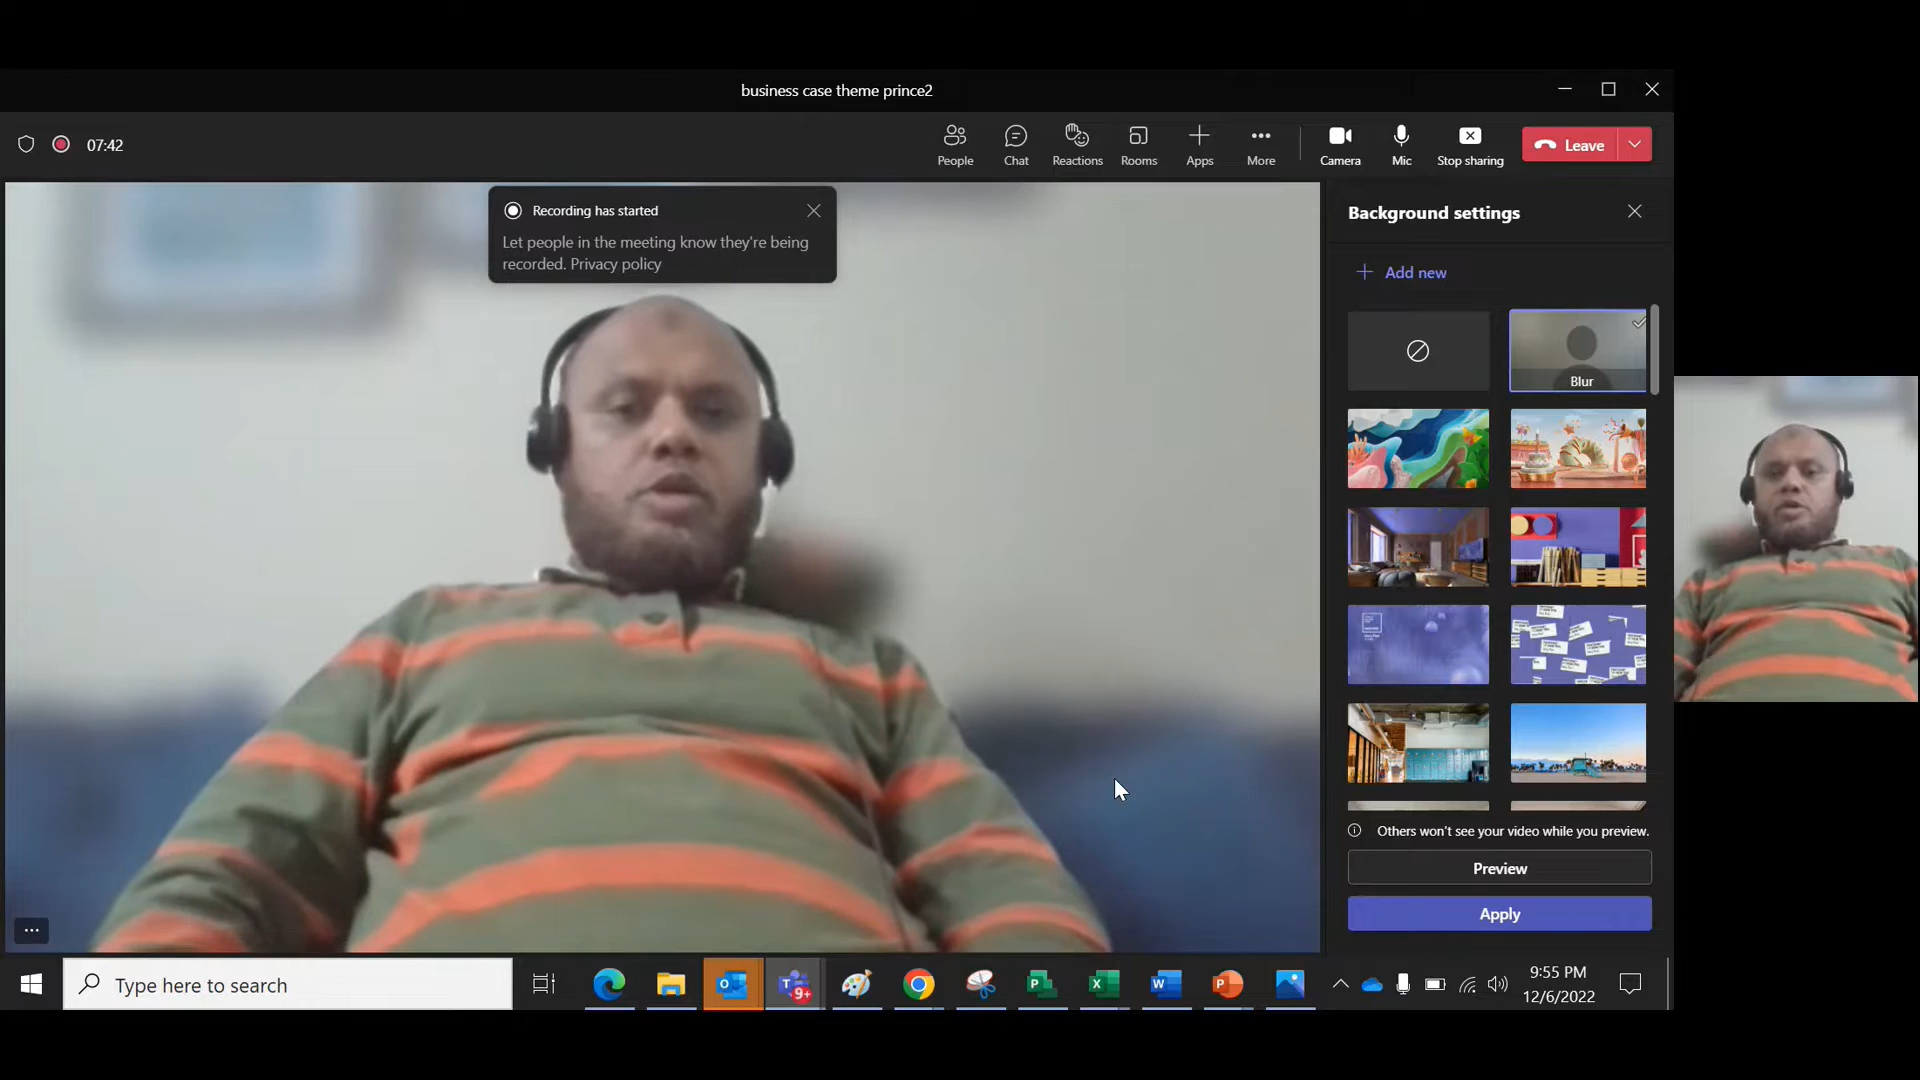 business case theme prince2
07:42
People
Chat
Reactions
Rooms
Apps
More
Camera
Mic
Stop sharing
Leave
Recording has started
Let people in the meeting know they're being
recorded. Privacy policy
Background settings
Add new
Blur
Others won't see your video while you preview.
Preview
Apply
Type here to search
9+
9:55 PM
12/6/2022